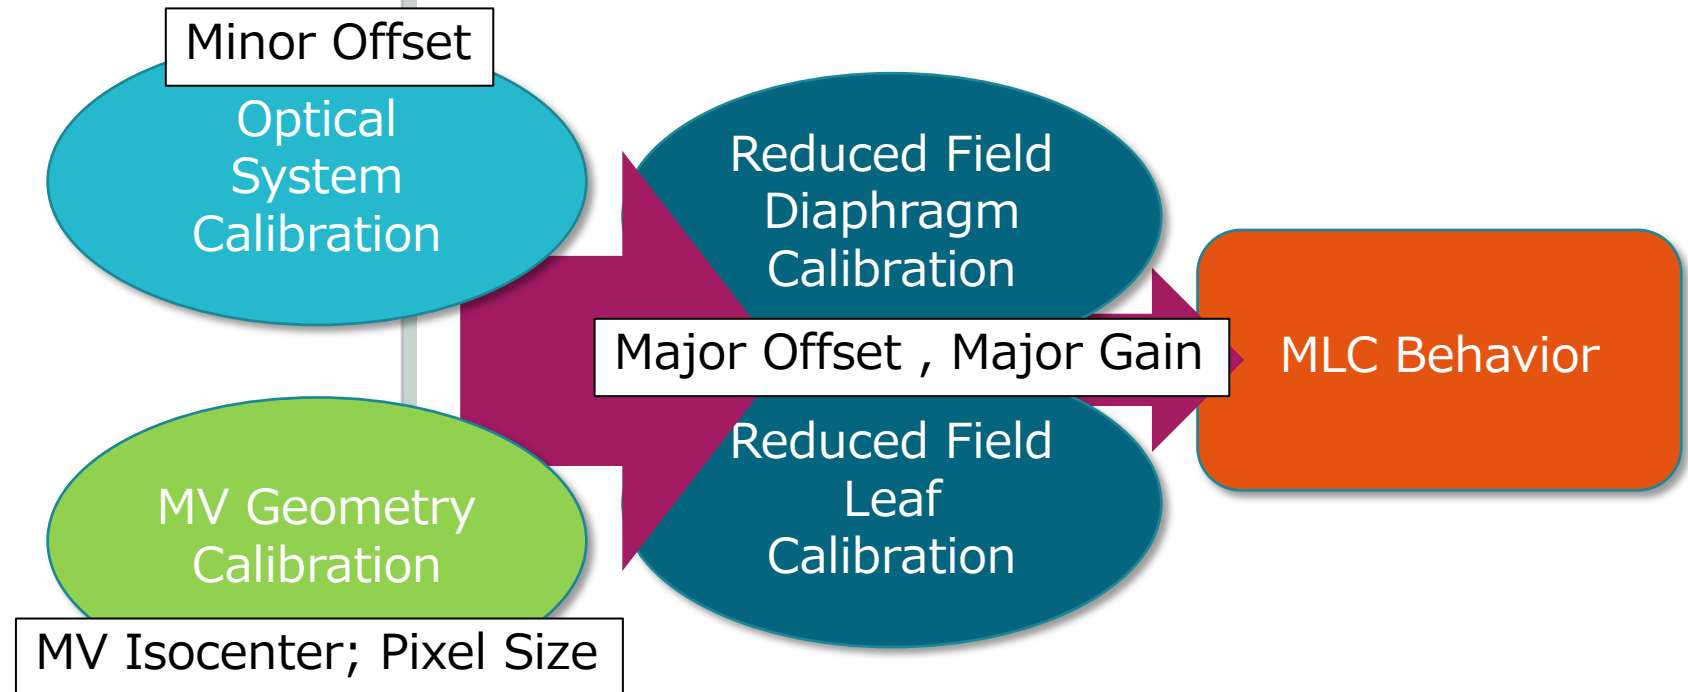 Minor Offset
Optical
System
Calibration
MV Geometry
Calibration
MV Isocenter; Pixel Size
Reduced Field
Diaphragm
Calibration
Major Offset , Major Gain
Reduced Field
Leaf
Calibration
MLC Behavior